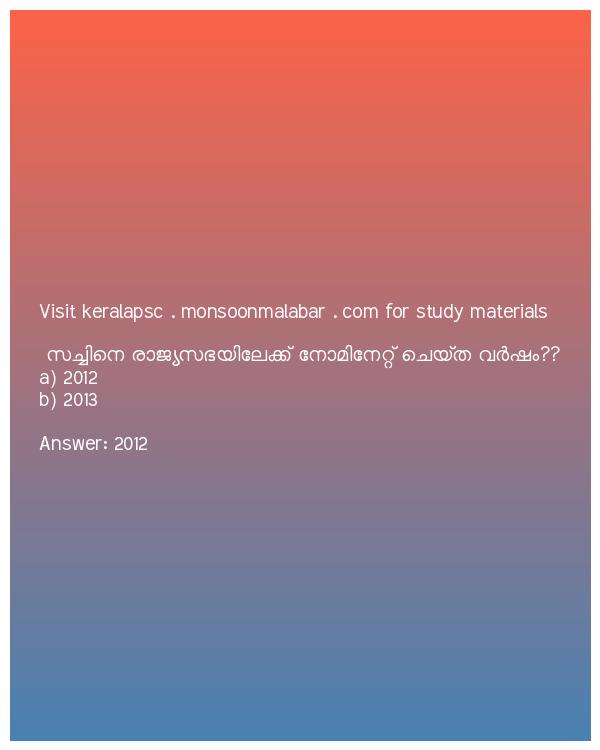 Visit keralapsc . monsoonmalabar . com for study materials
സച്ചിനെ രാജ്യസഭയിലേക്ക് നോമിനേറ്റ് ചെയ്ത വർഷം??
a) 2012
b) 2013
Answer: 2012